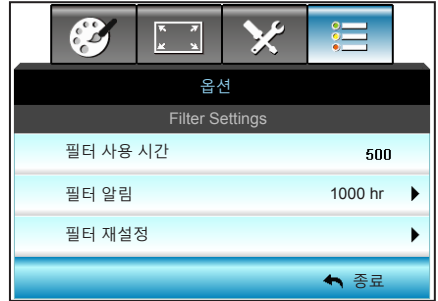 옵션
Filter Settings
필터 사용 시간 500
필터 알림 1000 hr
필터 재설정
종료